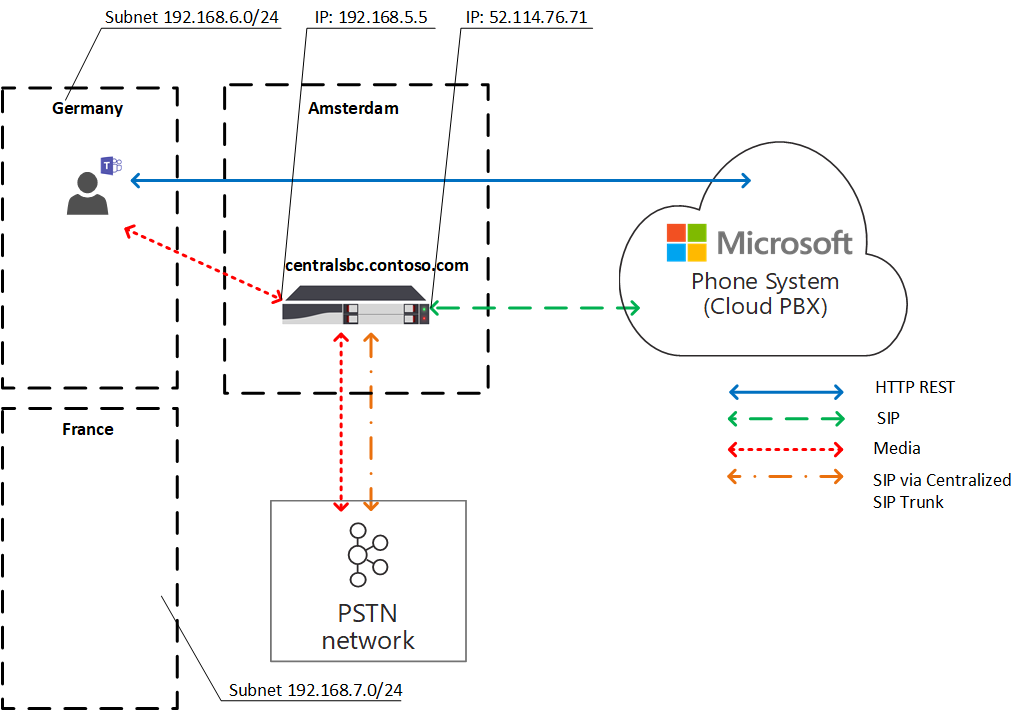 Subnet 192.168.6.0/24
IP: 192.168.5.5
IP: 52.114.76.71
Germany
Amsterdam
T
centralsbc.contoso.com
Microsoft
Phone System
(Cloud PBX)
HTTP REST
SIP
Media
SIP via Centralized
SIP Trunk
France
PSTN
network
Subnet 192.168.7.0/24